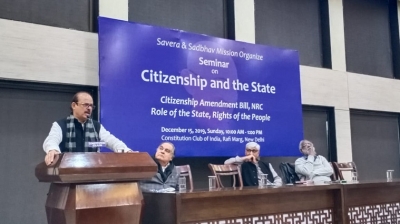 Savera & Sadbhav Mission Organize
Seminar
on
Citizenship and the State
Citizenship Amendment Bill, NRC
Role of the State, Rights of the People
December 15, 2019, Sunday, 10:00 AM - 1:00 PM
Constitution Club of India, Rafi Marg, New Delhi